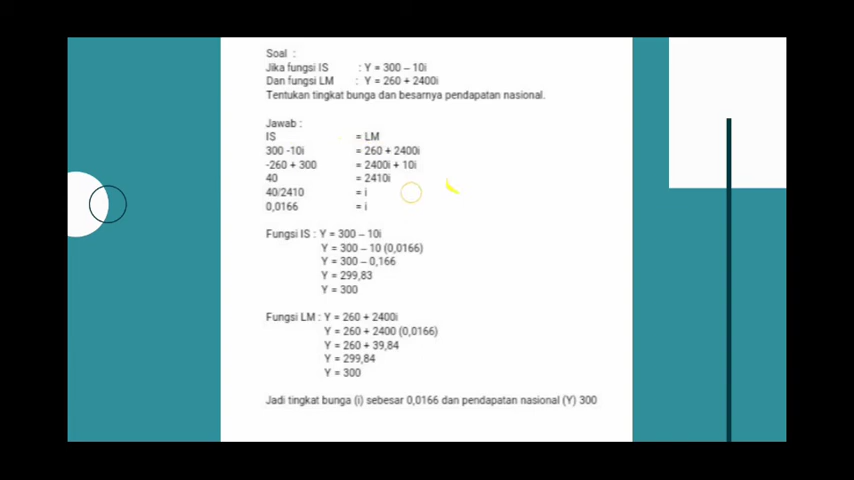 Soal :
Jika fungsi IS : Y = 300 – 10i
Dan fungsi LM : Y = 260 + 2400i
Tentukan tingkat bunga dan besarnya pendapatan nasional.
Jawab :
IS = LM
300 -10i = 260 + 2400i
-260 + 300 = 2400i + 10i
40 = 2410i
40/2410 = i
0,0166 = i
Fungsi IS : Y = 300 – 10i
Y = 300 – 10 (0,0166)
Y = 300 – 0,166
Y = 299,83
Y = 300
Fungsi LM : Y = 260 + 2400i
Y = 260 + 2400 (0,0166)
Y = 260 + 39,84
Y = 299,84
Y = 300
Jadi tingkat bunga (i) sebesar 0,0166 dan pendapatan nasional (Y) 300